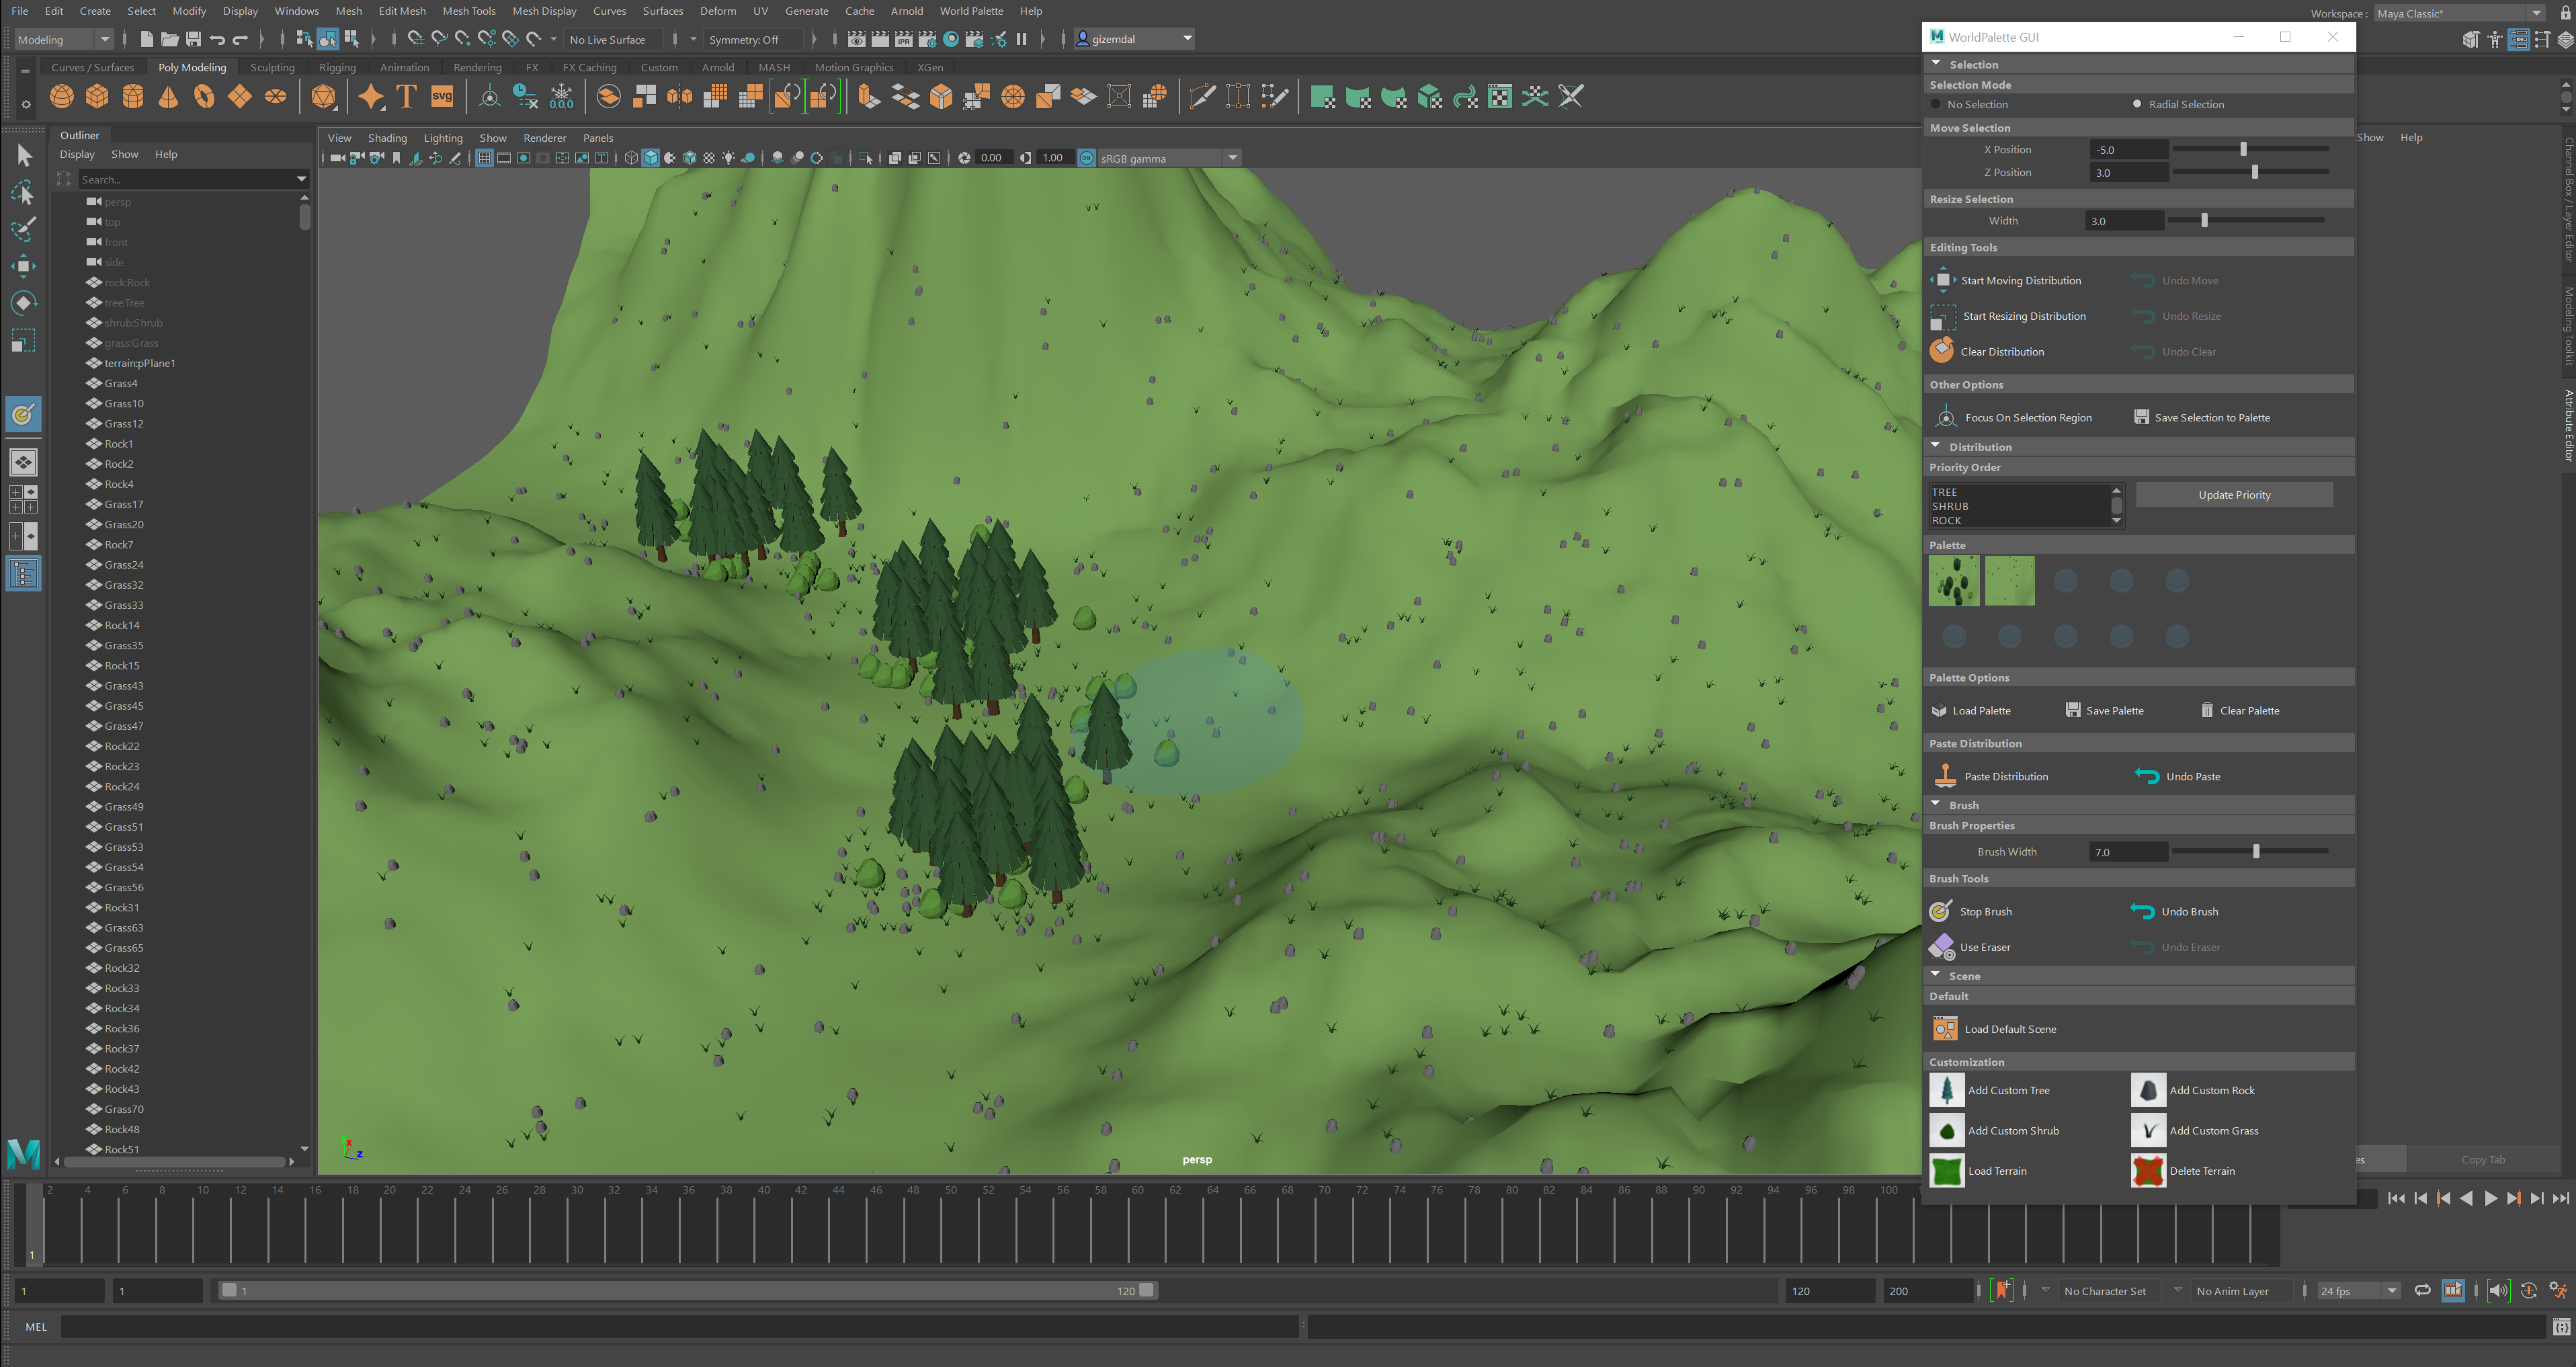 File Edit Create Select Modify Display Windows Mesh Edit Mesh Mesh Tools Mesh Display Curves Surfaces Deform UV Generate Cache Arnold World Palette Help
Workspace : Maya Classic*
Modeling
No Live Surface
Symmetry: Off
gizemdal
Curves / Surfaces Poly Modeling Sculpting Rigging Animation Rendering FX FX Caching Custom Arnold MASH Motion Graphics XGen
IPR
T
SVG
0,0,0
Outliner
Display Show Help
Search...
persp
top
front
side
rock:Rock
tree:Tree
shrub:Shrub
grass:Grass
terrain:pPlane1
Grass4
Grass10
Grass12
Rock1
Rock2
Rock4
Grass17
Grass20
Rock7
Grass24
Grass32
Grass33
Rock14
Grass35
Rock15
Grass43
Grass45
Grass47
Rock22
Rock23
Rock24
Grass49
Grass51
Grass53
Grass54
Grass56
Rock31
Grass63
Grass65
Rock32
Rock33
Rock34
Rock36
Rock37
Rock42
Rock43
Grass70
Rock48
Rock51
View Shading Lighting Show Renderer Panels
0.00
1.00
ON
sRGB gamma
x
z
persp
WorldPalette GUI
Selection
Selection Mode
No Selection
Radial Selection
Move Selection
X Position -5.0
Z Position 3.0
Resize Selection
Width 3.0
Editing Tools
Start Moving Distribution
Undo Move
Start Resizing Distribution
Undo Resize
Clear Distribution
Undo Clear
Other Options
Focus On Selection Region
Save Selection to Palette
Distribution
Priority Order
TREE
SHRUB
ROCK
Update Priority
Palette
Palette Options
Load Palette
Save Palette
Clear Palette
Paste Distribution
Paste Distribution
Undo Paste
Brush
Brush Properties
Brush Width 7.0
Brush Tools
Stop Brush
Undo Brush
Use Eraser
Undo Eraser
Scene
Default
Load Default Scene
Customization
Add Custom Tree
Add Custom Rock
Add Custom Shrub
Add Custom Grass
Load Terrain
Delete Terrain
Show Help
Channel Box / Layer Editor
Modeling Toolkit
Attribute Editor
es
Copy Tab
2 4 6 8 10 12 14 16 18 20 22 24 26 28 30 32 34 36 38 40 42 44 46 48 50 52 54 56 58 60 62 64 66 68 70 72 74 76 78 80 82 84 86 88 90 92 94 96 98 100
1
1
1
1
120
120
200
No Character Set
No Anim Layer
24 fps
MEL